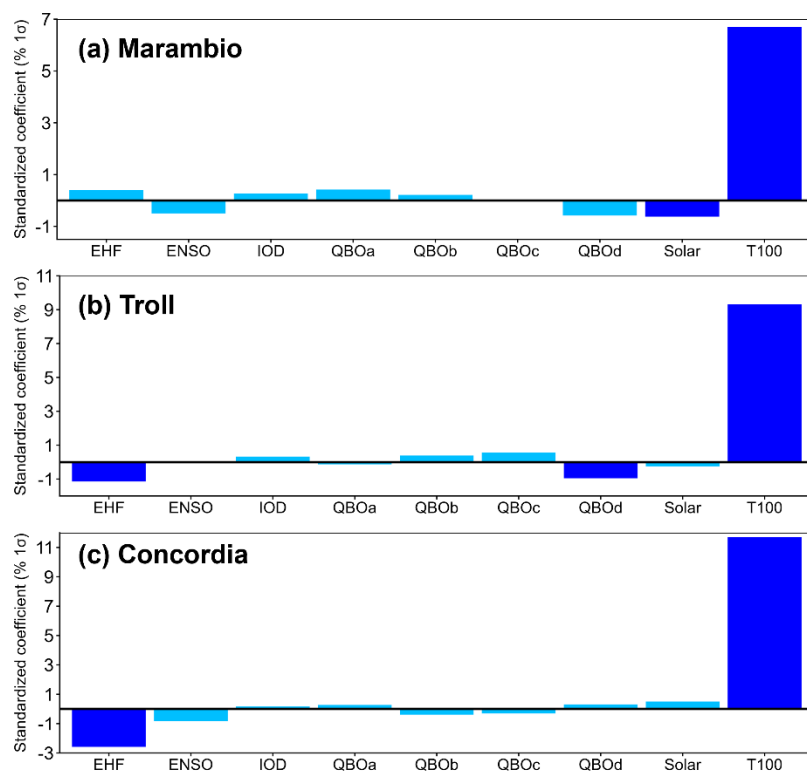 (a) Marambio
Standardized coefficient (% 1σ)
7
5
3
1
-1
EHF ENSO IOD QBOa QBOb QBOc QBOd Solar T100
(b) Troll
Standardized coefficient (% 1σ)
11
9
7
5
3
1
-1
EHF ENSO IOD QBOa QBOb QBOc QBOd Solar T100
(c) Concordia
Standardized coefficient (% 1σ)
11
9
7
5
3
1
-1
-3
EHF ENSO IOD QBOa QBOb QBOc QBOd Solar T100